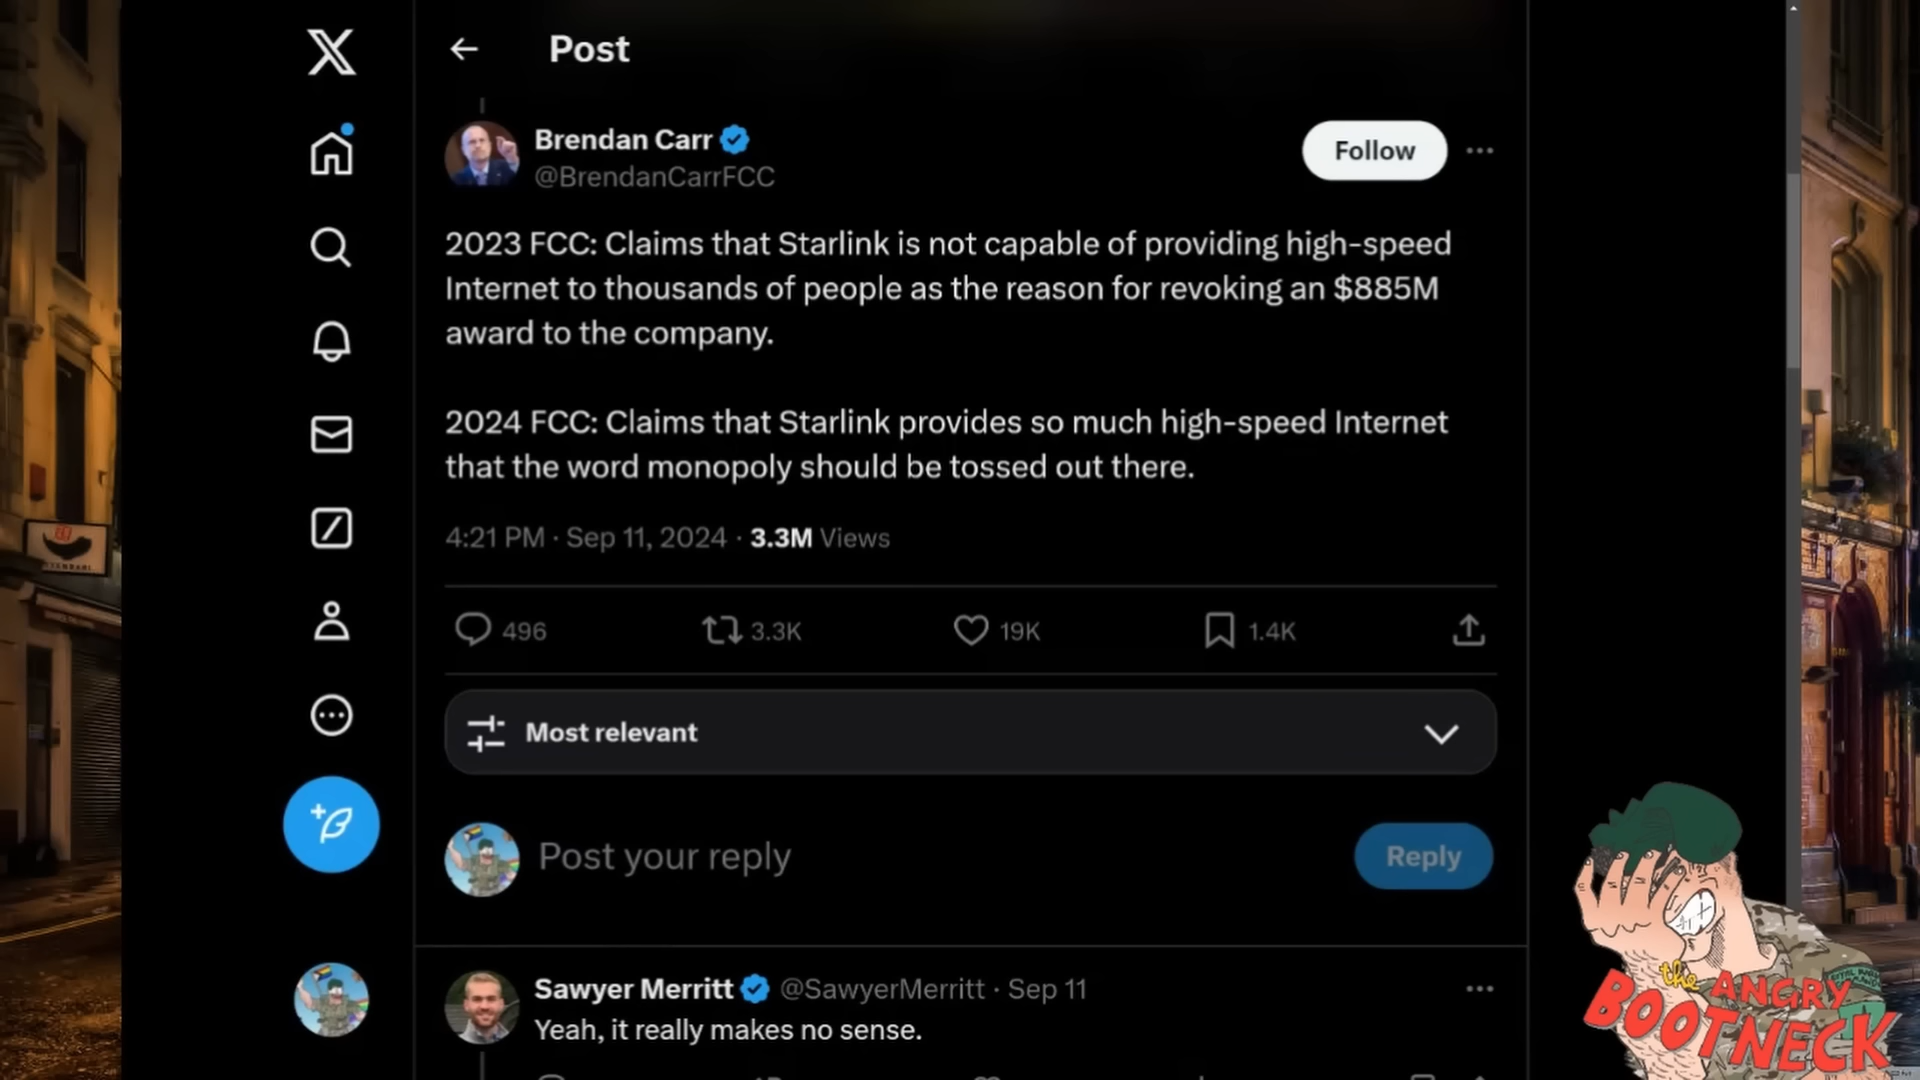 Post
Brendan Carr
@BrendanCarrFCC
Follow
2023 FCC: Claims that Starlink is not capable of providing high-speed
Internet to thousands of people as the reason for revoking an $885M
award to the company.
2024 FCC: Claims that Starlink provides so much high-speed Internet
that the word monopoly should be tossed out there.
4:21 PM · Sep 11, 2024 · 3.3M Views
496 3.3K 19K 1.4K
Most relevant
Post your reply
Reply
Sawyer Merritt @SawyerMerritt · Sep 11
Yeah, it really makes no sense.
the ANGRY
BOOTNECK